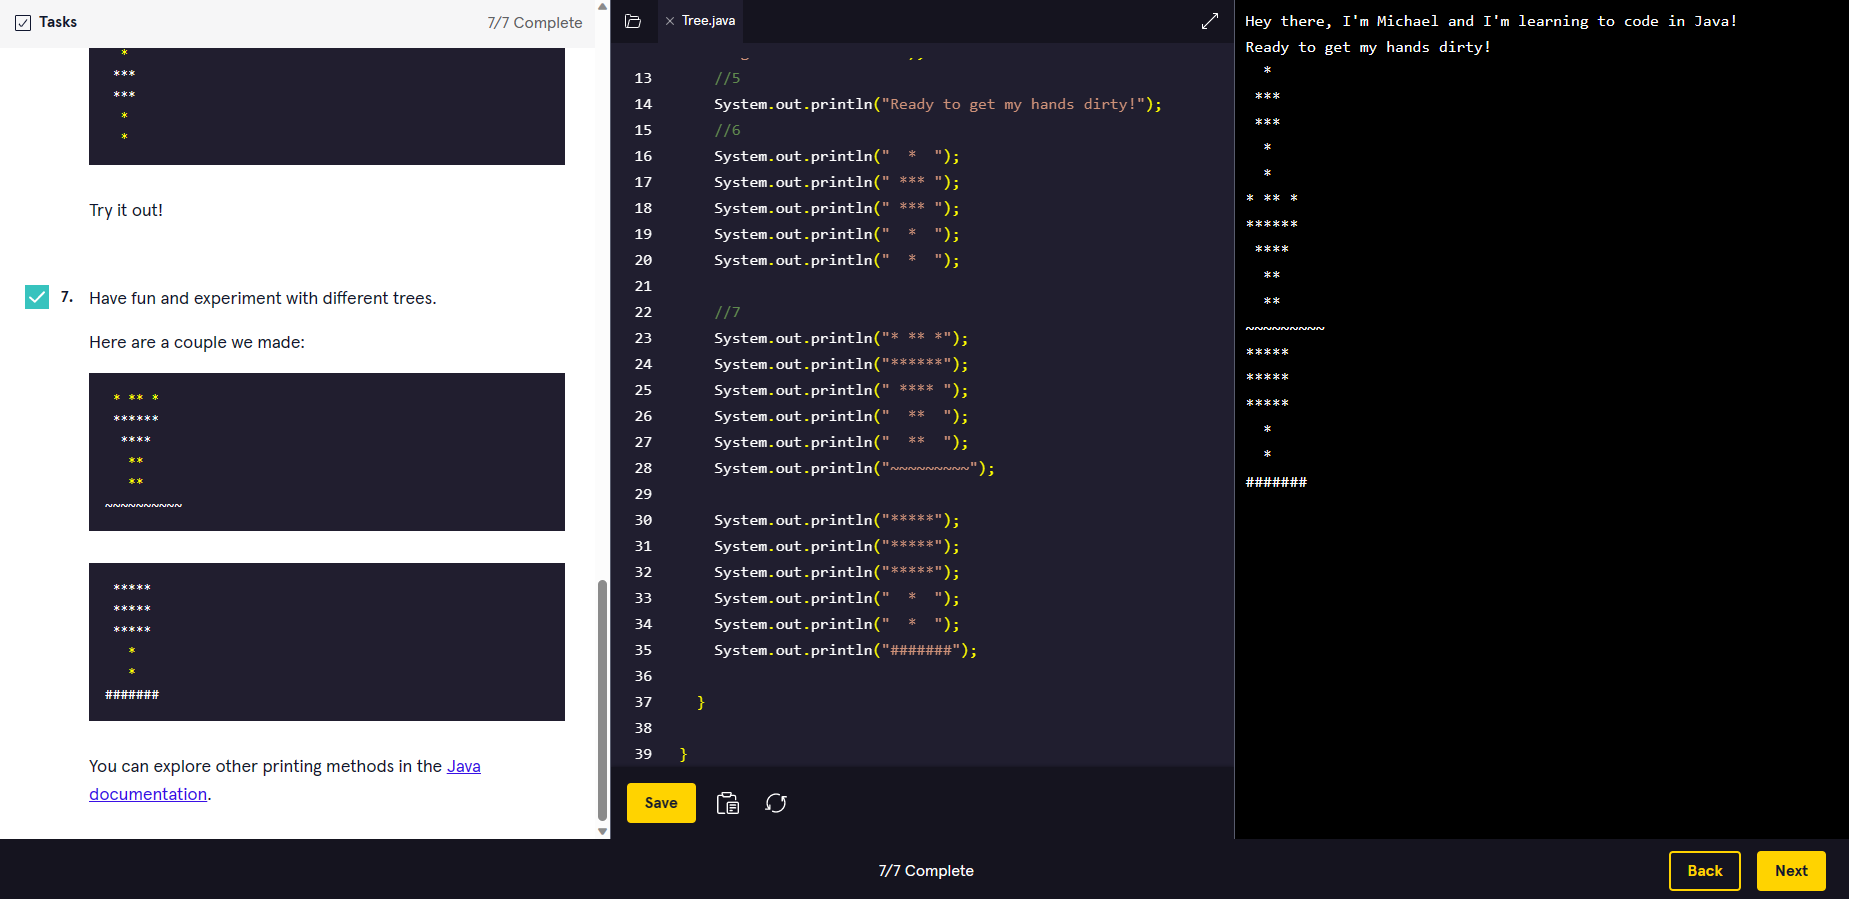 Tasks
7/7 Complete
*
***
***
*
*
Try it out!
7. Have fun and experiment with different trees.
Here are a couple we made:
* ** *
******
****
**
**
~~~~~~~~~~
*****
*****
*****
*
*
#######
You can explore other printing methods in the Java
documentation.
Tree.java
13 //5
14 System.out.println("Ready to get my hands dirty!");
15 //6
16 System.out.println("  *  ");
17 System.out.println(" *** ");
18 System.out.println(" *** ");
19 System.out.println("  *  ");
20 System.out.println("  *  ");
21
22 //7
23 System.out.println("* ** *");
24 System.out.println("******");
25 System.out.println(" **** ");
26 System.out.println("  **  ");
27 System.out.println("  **  ");
28 System.out.println("~~~~~~~~~");
29
30 System.out.println("*****");
31 System.out.println("*****");
32 System.out.println("*****");
33 System.out.println("  *  ");
34 System.out.println("  *  ");
35 System.out.println("#######");
36
37 }
38
39 }
Save
Hey there, I'm Michael and I'm learning to code in Java!
Ready to get my hands dirty!
  *
 ***
 ***
  *
  *
* ** *
******
 ****
  **
  **
~~~~~~~~~
*****
*****
*****
  *
  *
#######
7/7 Complete
Back
Next